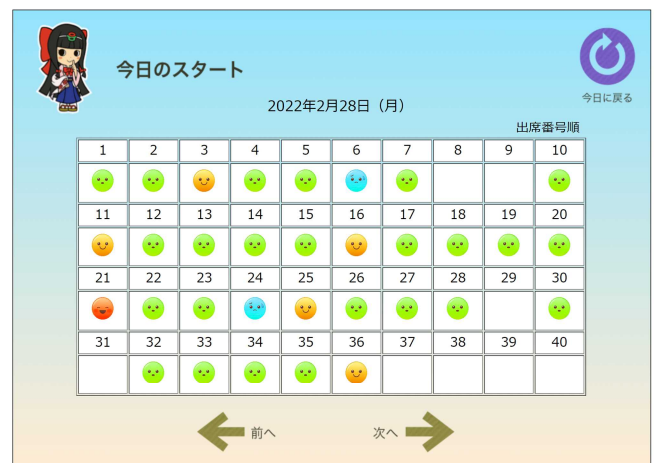 今日のスタート
今日に戻る
2022年2月28日（月）
出席番号順
1 2 3 4 5 6 7 8 9 10
11 12 13 14 15 16 17 18 19 20
21 22 23 24 25 26 27 28 29 30
31 32 33 34 35 36 37 38 39 40
前へ 次へ